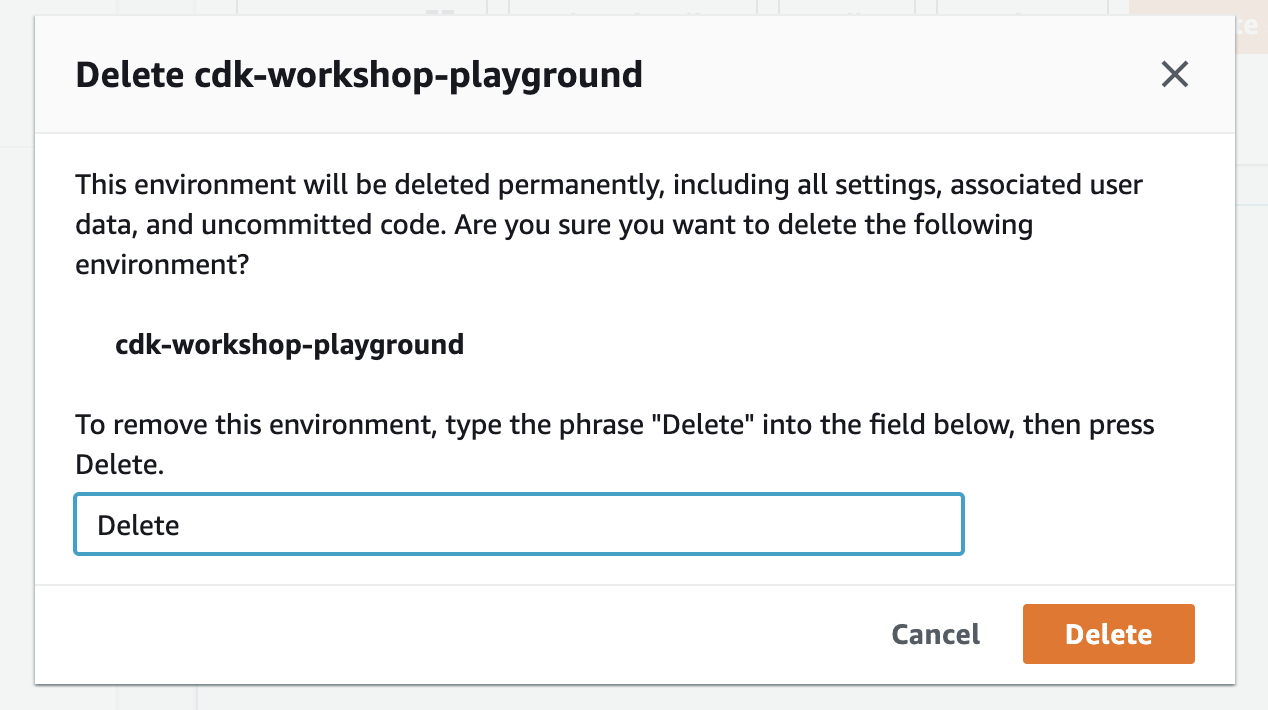 Delete cdk-workshop-playground
This environment will be deleted permanently, including all settings, associated user
data, and uncommitted code. Are you sure you want to delete the following
environment?
cdk-workshop-playground
To remove this environment, type the phrase "Delete" into the field below, then press
Delete.
Delete
Cancel
Delete